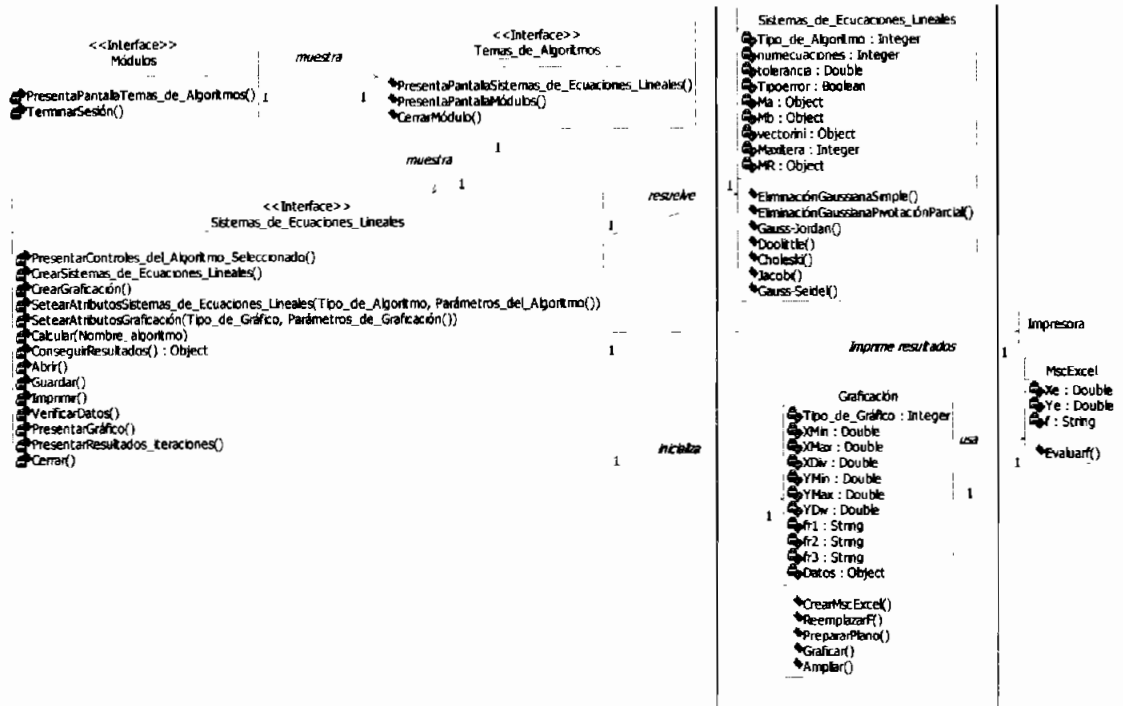 <<Interface>>
Módulos
PresentaPantallaTemas_de_Algoritmos()
TerminarSesión()
muestra
1
1
<<Interface>>
Temas_de_Algoritmos
PresentaPantallaSistemas_de_Ecuaciones_Lineales()
PresentaPantallaMódulos()
CerrarMódulo()
1
muestra
1
<<Interface>>
Sistemas_de_Ecuaciones_Lineales
PresentarControles_del_Algoritmo_Seleccionado()
CrearSistemas_de_Ecuaciones_Lineales()
CrearGraficación()
SetearAtributosSistemas_de_Ecuaciones_Lineales(Tipo_de_Algoritmo, Parámetros_del_Algoritmo())
SetearAtributosGraficación(Tipo_de_Gráfico, Parámetros_de_Graficación())
Calcular(Nombre_algoritmo)
ConseguirResultados() : Object
Abrir()
Guardar()
Imprimir()
VerificarDatos()
PresentarGráfico()
PresentarResultados_iteraciones()
Cerrar()
resuelve
1
1
Sistemas_de_Ecucaciones_Lineales
Tipo_de_Algoritmo : Integer
numecuaciones : Integer
tolerancia : Double
Tipoerror : Boolean
Ma : Object
Mb : Object
vectorini : Object
Maxitera : Integer
MR : Object
EliminaciónGaussianaSimple()
EliminaciónGaussianaPivotaciónParcial()
Gauss-Jordan()
Doolittle()
Choleski()
Jacobi()
Gauss-Seidel()
1
Imprime resultados
1
Impresora
inicializa
1
1
Graficación
Tipo_de_Gráfico : Integer
XMin : Double
XMax : Double
XDiv : Double
YMin : Double
YMax : Double
YDiv : Double
fr1 : String
fr2 : String
fr3 : String
Datos : Object
CrearMscExcel()
ReemplazarF()
PrepararPlano()
Graficar()
Ampliar()
usa
1
1
MscExcel
Xe : Double
Ye : Double
f : String
Evaluarf()